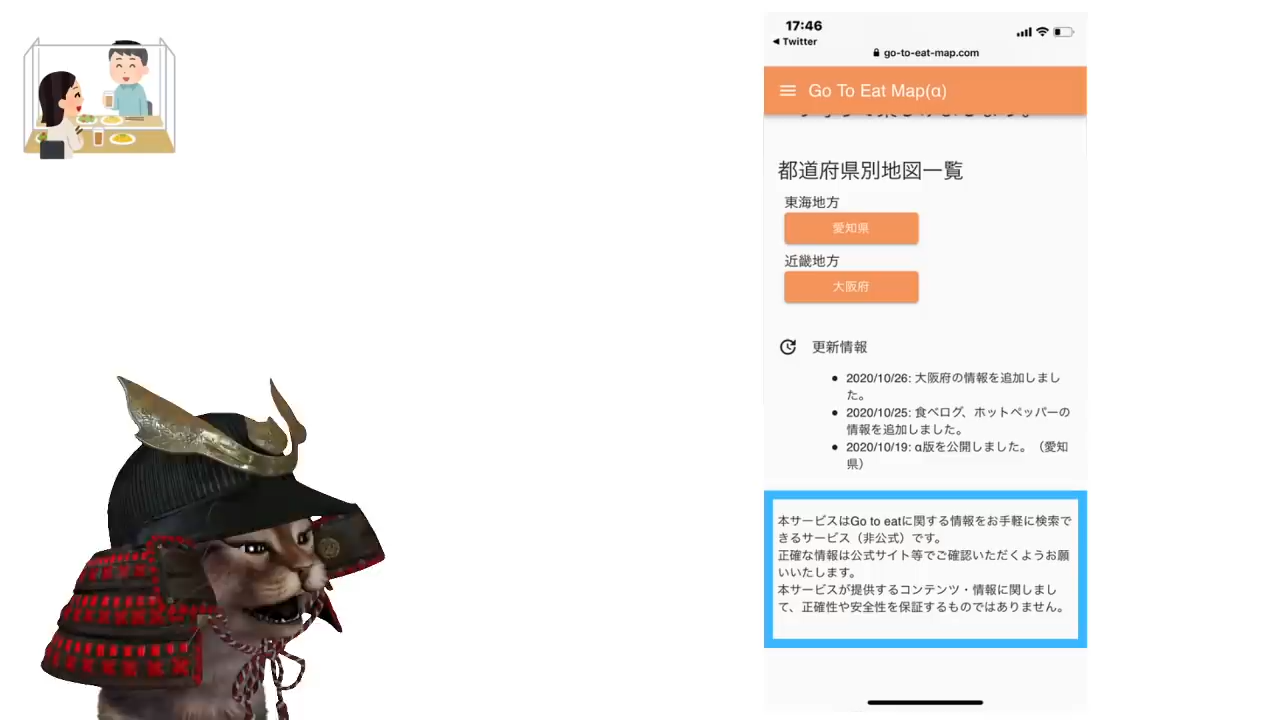 17:46
◀ Twitter
go-to-eat-map.com
Go To Eat Map(α)
都道府県別地図一覧
東海地方
愛知県
近畿地方
大阪府
更新情報
2020/10/26: 大阪府の情報を追加しまし
た。
2020/10/25: 食べログ、ホットペッパーの
情報を追加しました。
2020/10/19: α版を公開しました。（愛知
県）
本サービスはGo to eatに関する情報をお手軽に検索で
きるサービス（非公式）です。
正確な情報は公式サイト等でご確認いただくようお願
いいたします。
本サービスが提供するコンテンツ・情報に関しまし
て、正確性や安全性を保証するものではありません。